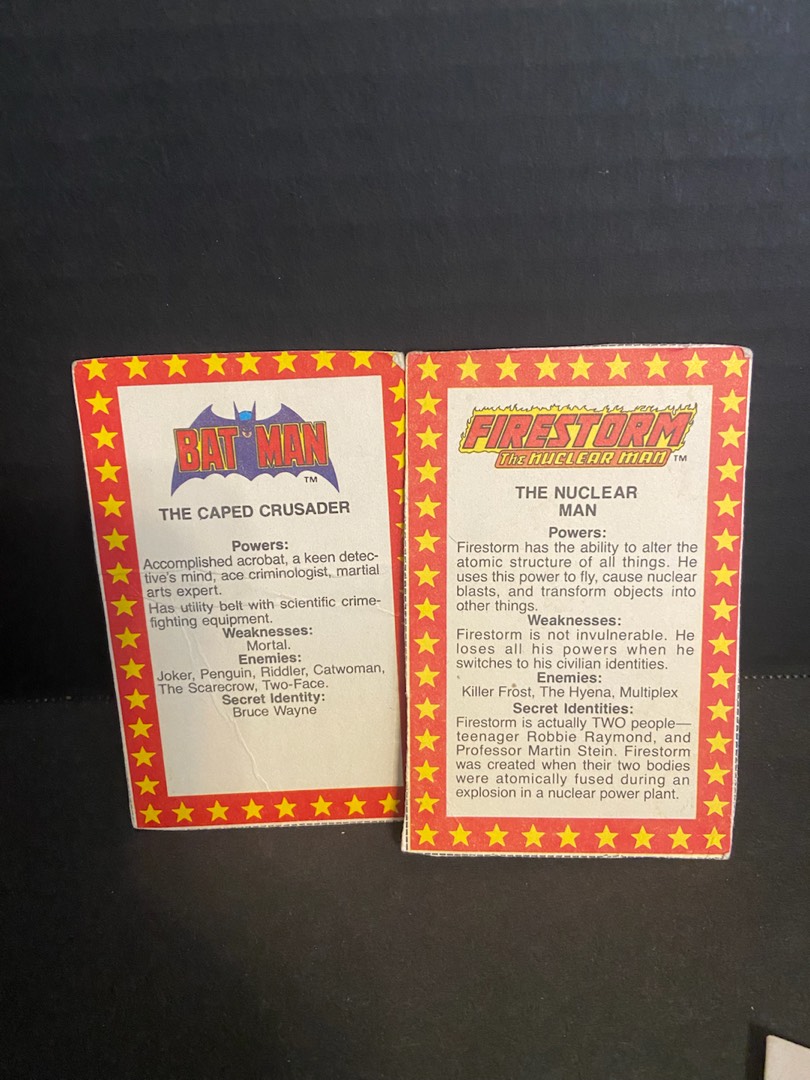 BATMAN
TM
THE CAPED CRUSADER
Powers:
Accomplished acrobat, a keen detec-
tive's mind, ace criminologist, martial
arts expert.
Has utility belt with scientific crime-
fighting equipment.
Weaknesses:
Mortal.
Enemies:
Joker, Penguin, Riddler, Catwoman,
The Scarecrow, Two-Face.
Secret Identity:
Bruce Wayne
FIRESTORM
THE NUCLEAR MAN TM
THE NUCLEAR
MAN
Powers:
Firestorm has the ability to alter the
atomic structure of all things. He
uses this power to fly, cause nuclear
blasts, and transform objects into
other things.
Weaknesses:
Firestorm is not invulnerable. He
loses all his powers when he
switches to his civilian identities.
Enemies:
Killer Frost, The Hyena, Multiplex
Secret Identities:
Firestorm is actually TWO people—
teenager Robbie Raymond, and
Professor Martin Stein. Firestorm
was created when their two bodies
were atomically fused during an
explosion in a nuclear power plant.